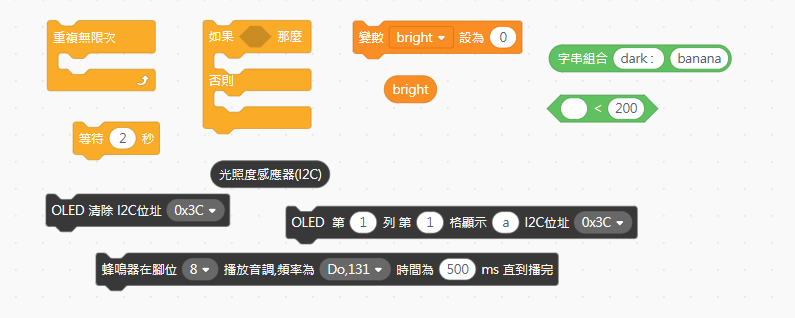 重複無限次
如果 那麼
否則
變數 bright 設為 0
bright
字串組合 dark : banana
< 200
等待 2 秒
光照度感應器(I2C)
OLED 清除 I2C位址 0x3C
OLED 第 1 列 第 1 格顯示 a I2C位址 0x3C
蜂鳴器在腳位 8 播放音調,頻率為 Do,131 時間為 500 ms 直到播完